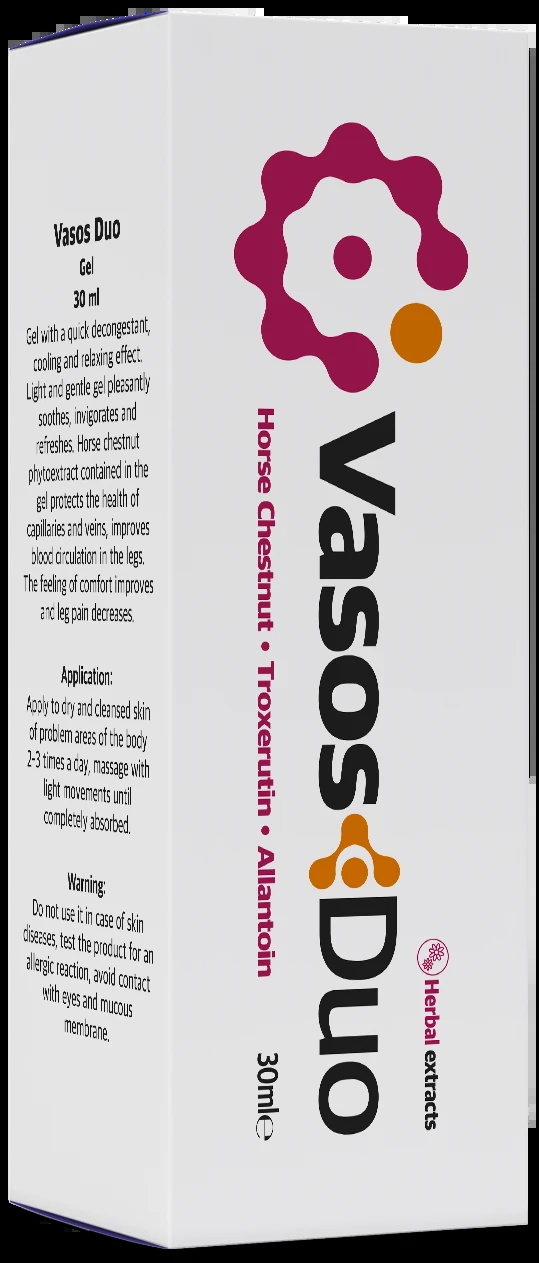 Vasos Duo
Gel
30 ml
Gel with a quick decongestant,
cooling and relaxing effect.
Light and gentle gel pleasantly
soothes, invigorates and
refreshes. Horse chestnut
phytoextract contained in the
gel protects the health of
capillaries and veins, improves
blood circulation in the legs.
The feeling of comfort improves
and leg pain decreases.
Application:
Apply to dry and cleansed skin
of problem areas of the body
2-3 times a day, massage with
light movements until
completely absorbed.
Warning:
Do not use it in case of skin
diseases, test the product for an
allergic reaction, avoid contact
with eyes and mucous
membrane.
Herbal extracts
Vasos Duo
Horse Chestnut • Troxerutin • Allantoin
30ml℮